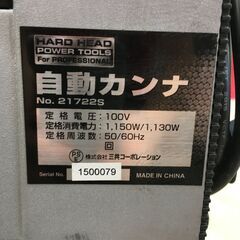 HARD HEAD
POWER TOOLS
For PROFESSIONAL
自動カンナ
No. 21722S
定格電圧：100V
定格消費電力：1,150W/1,130W
定格周波数：50/60Hz
PSE
株式会社 三共コーポレーション
Serial No. 1500079 MADE IN CHINA